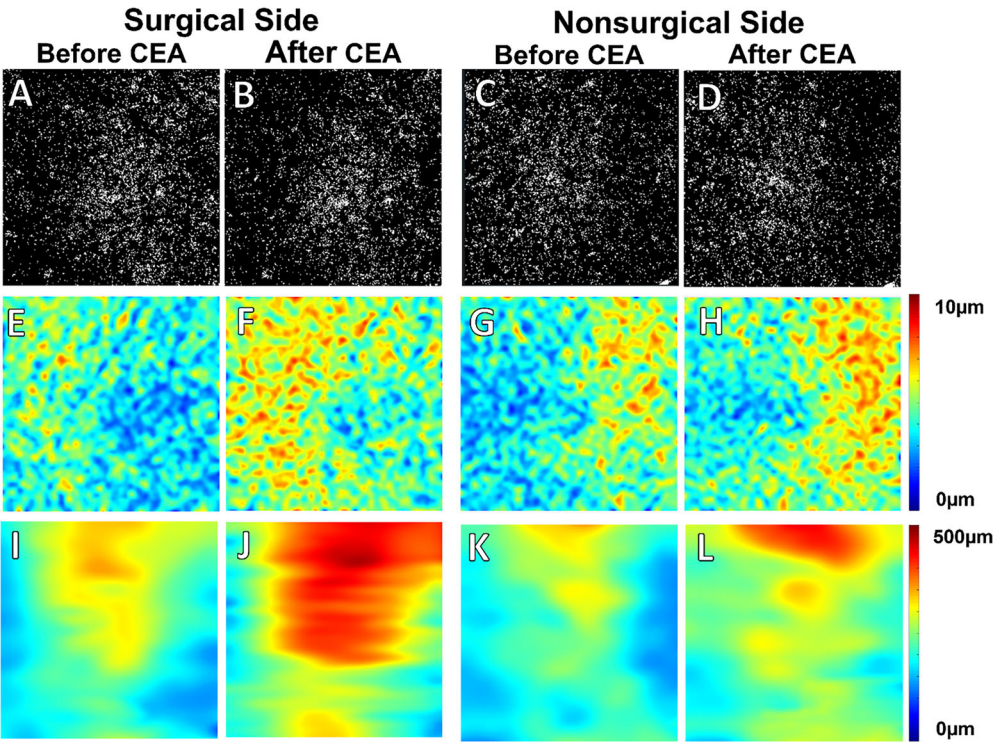 Surgical Side
Nonsurgical Side
Before CEA
After CEA
Before CEA
After CEA
A
B
C
D
E
F
G
H
10µm
0µm
I
J
K
L
500µm
0µm